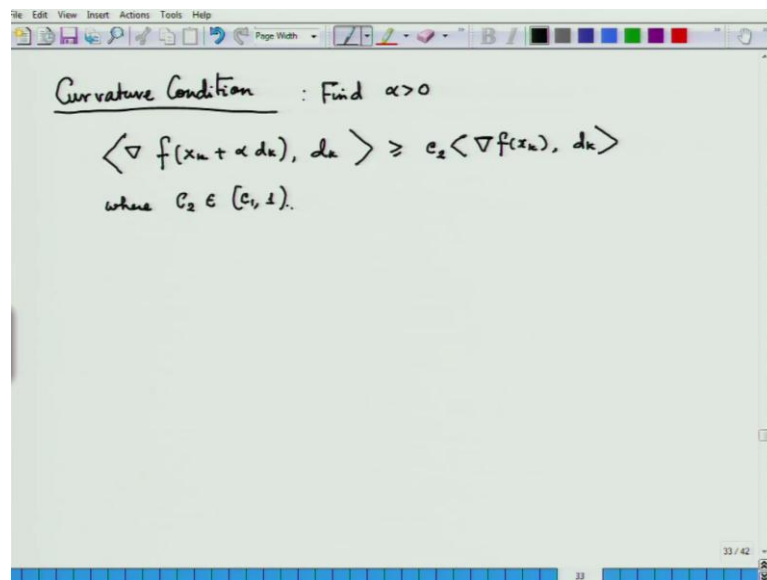 ile Edit View Insert Actions Tools Help
Page Width
B I
Curvature Condition : Find α>0
⟨∇ f(xₖ + α dₖ), dₖ⟩ ≥ c₂⟨∇f(xₖ), dₖ⟩
where C₂ ∈ (c₁, 1).
33 / 42
33